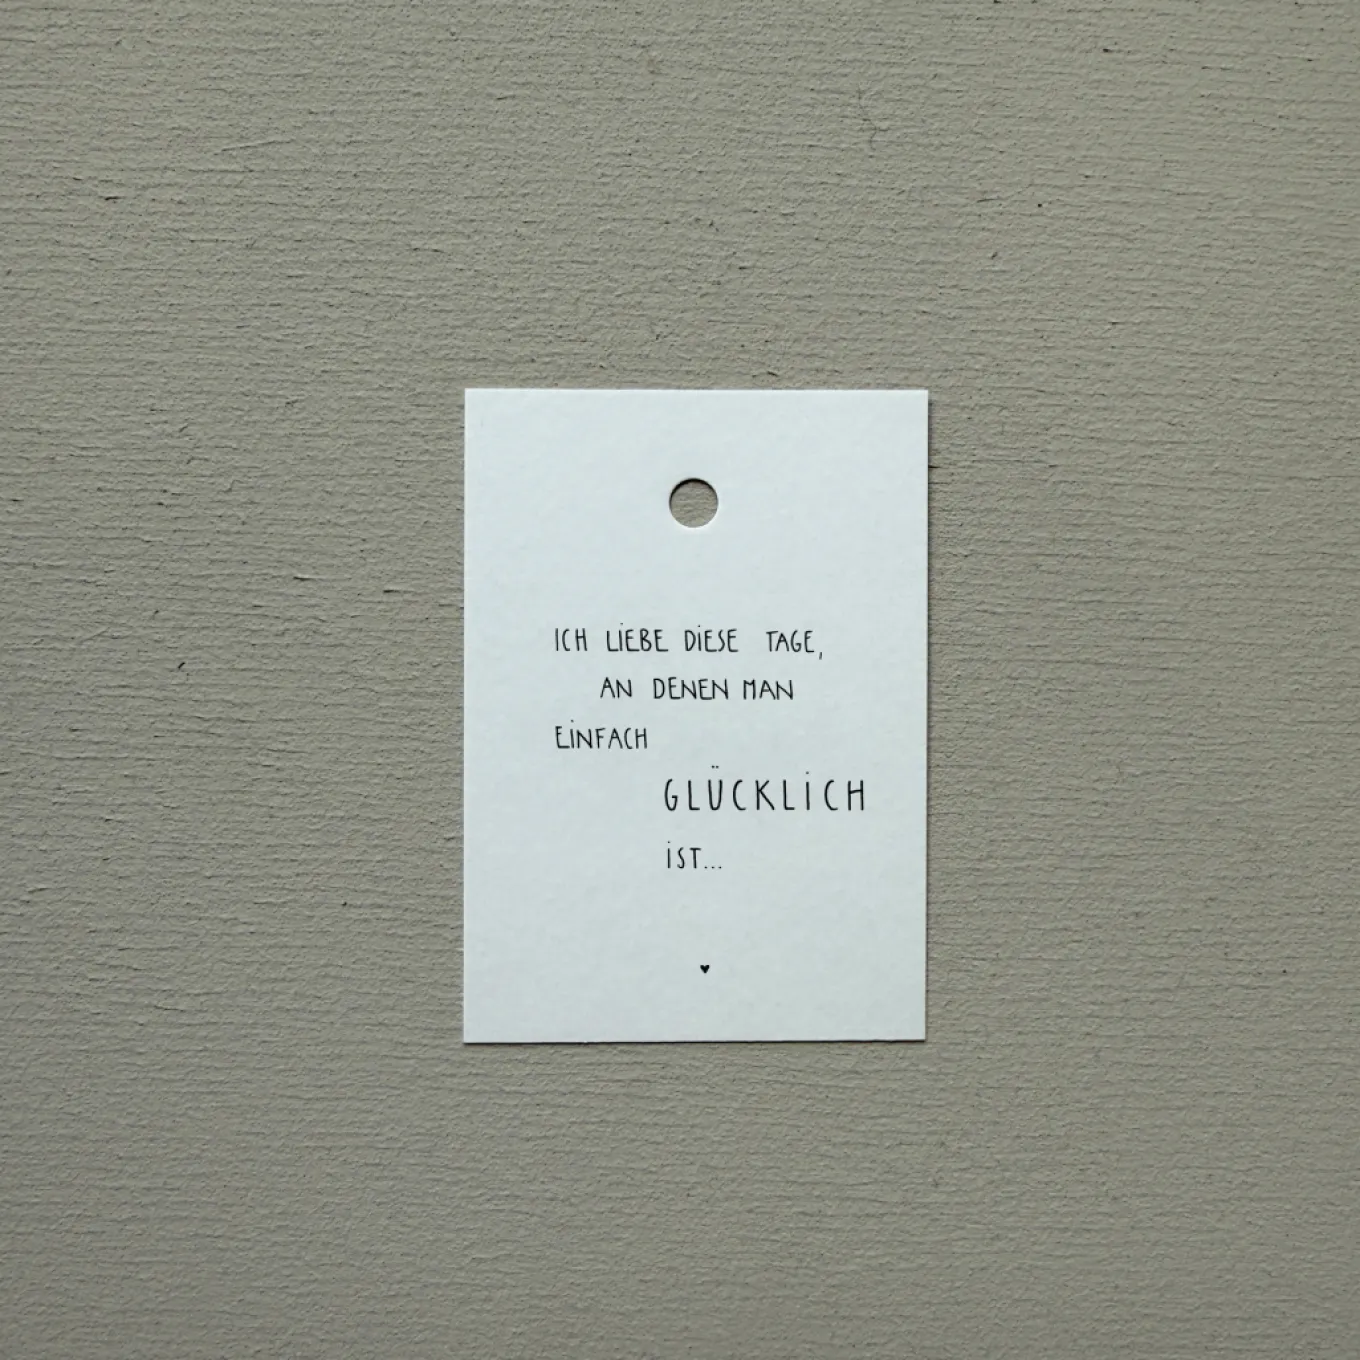 ICH LIEBE DIESE TAGE,
AN DENEN MAN
EINFACH
GLÜCKLICH
IST...